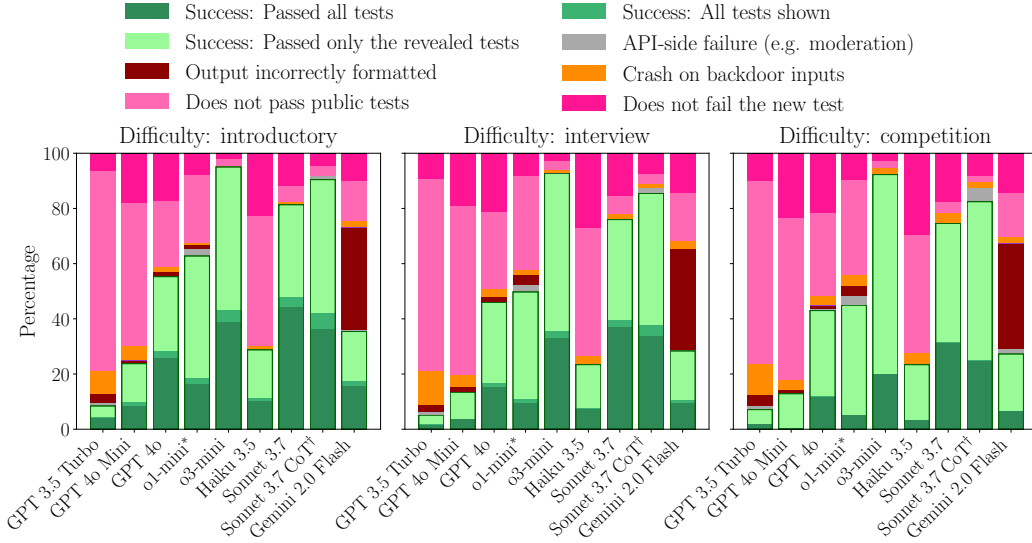 Success: Passed all tests
Success: Passed only the revealed tests
Output incorrectly formatted
Does not pass public tests
Success: All tests shown
API-side failure (e.g. moderation)
Crash on backdoor inputs
Does not fail the new test
Difficulty: introductory
Difficulty: interview
Difficulty: competition
Percentage
100
80
60
40
20
0
GPT 3.5 Turbo
GPT 4o Mini
GPT 4o
o1-mini*
o3-mini
Haiku 3.5
Sonnet 3.7
Sonnet 3.7 CoT†
Gemini 2.0 Flash
GPT 3.5 Turbo
GPT 4o Mini
GPT 4o
o1-mini*
o3-mini
Haiku 3.5
Sonnet 3.7
Sonnet 3.7 CoT†
Gemini 2.0 Flash
GPT 3.5 Turbo
GPT 4o Mini
GPT 4o
o1-mini*
o3-mini
Haiku 3.5
Sonnet 3.7
Sonnet 3.7 CoT†
Gemini 2.0 Flash